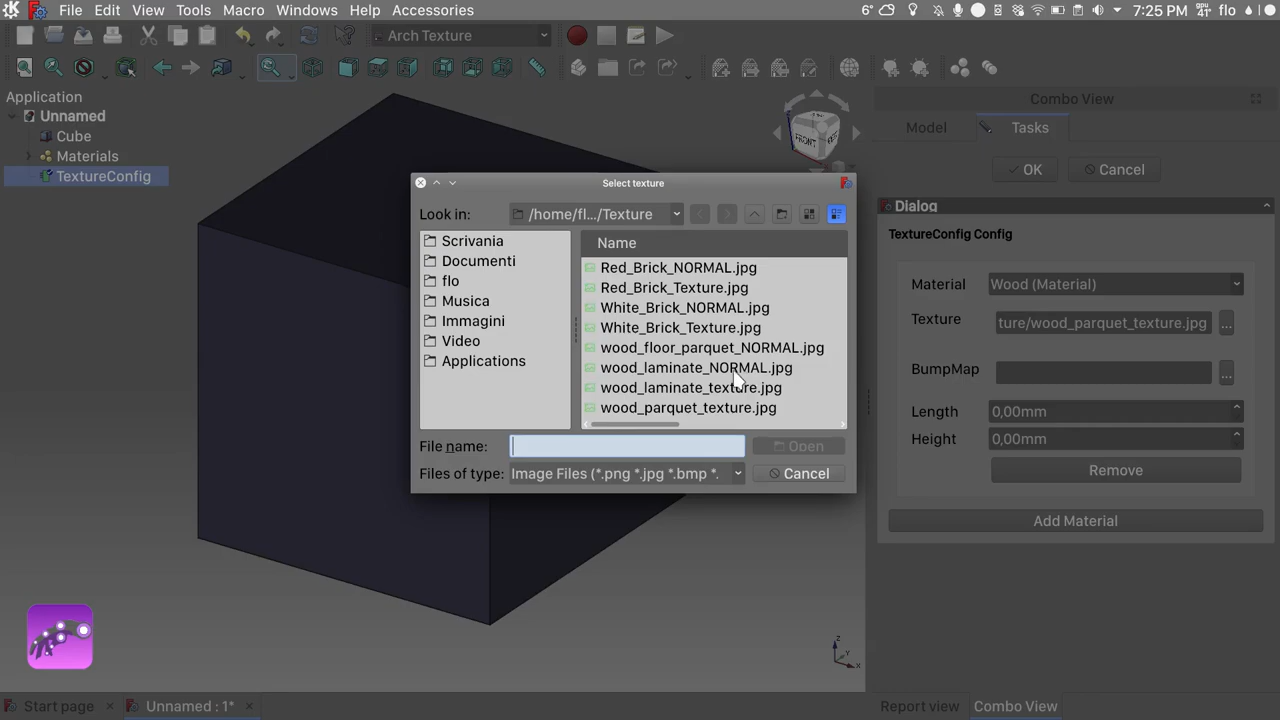 File Edit View Tools Macro Windows Help Accessories 6° 7:25 PM flo
Arch Texture
Application
Unnamed
Cube
Materials
TextureConfig
FRONT
Select texture
Look in: /home/fl.../Texture
Scrivania
Documenti
flo
Musica
Immagini
Video
Applications
Name
Red_Brick_NORMAL.jpg
Red_Brick_Texture.jpg
White_Brick_NORMAL.jpg
White_Brick_Texture.jpg
wood_floor_parquet_NORMAL.jpg
wood_laminate_NORMAL.jpg
wood_laminate_texture.jpg
wood_parquet_texture.jpg
File name: Open
Files of type: Image Files (*.png *.jpg *.bmp *. Cancel
Combo View
Model Tasks
OK Cancel
Dialog
TextureConfig Config
Material Wood (Material)
Texture ture/wood_parquet_texture.jpg ...
BumpMap ...
Length 0,00mm
Height 0,00mm
Remove
Add Material
Z
Y
X
Start page Unnamed : 1* Report view Combo View